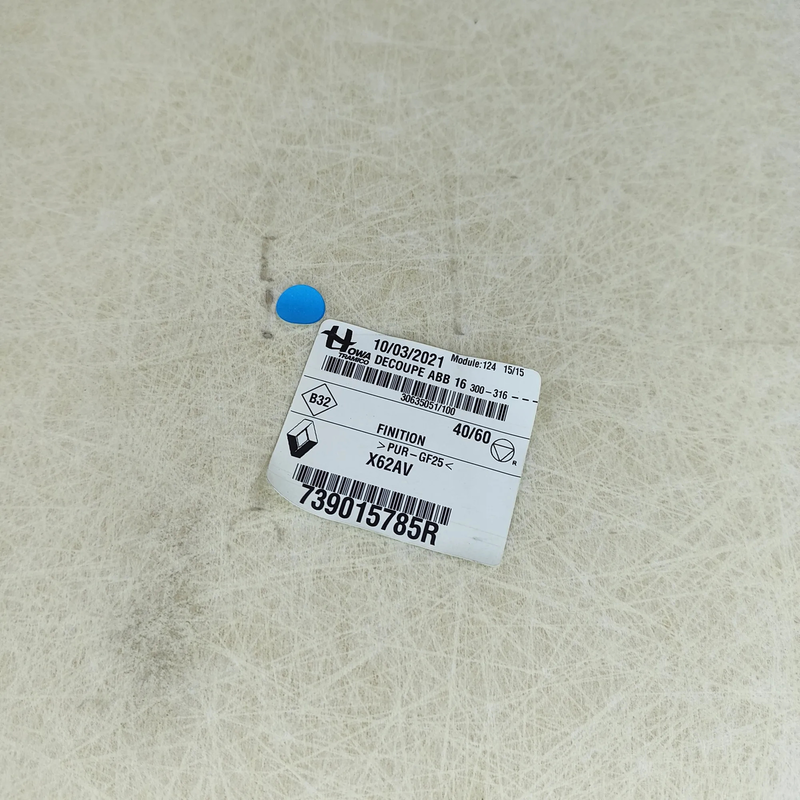 HOWA
TRAMICO
10/03/2021 Module:124 15/15
DECOUPE ABB 16 300-316
30635051/100
B32
40/60
FINITION
>PUR-GF25<
X62AV
R
739015785R